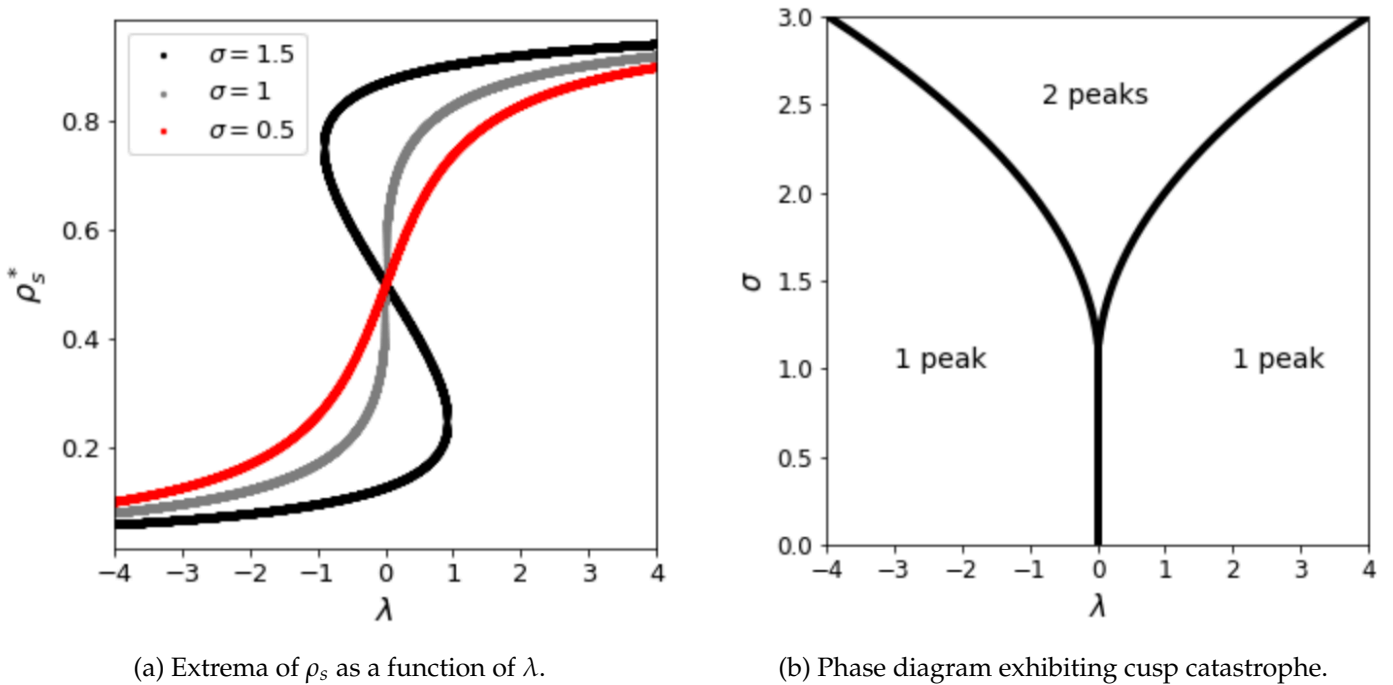 σ = 1.5
σ = 1
σ = 0.5
0.8
0.6
0.4
0.2
ρₛ*
−4 −3 −2 −1 0 1 2 3 4
λ
(a) Extrema of ρₛ as a function of λ.
3.0
2.5
2.0
1.5
1.0
0.5
0.0
σ
2 peaks
1 peak
1 peak
−4 −3 −2 −1 0 1 2 3 4
λ
(b) Phase diagram exhibiting cusp catastrophe.